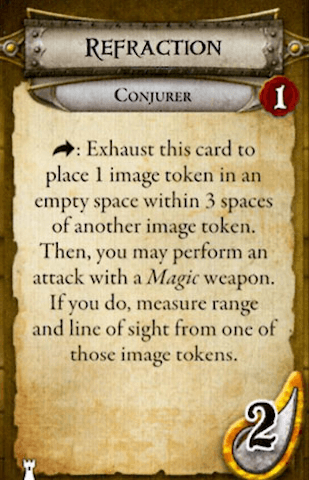 REFRACTION
CONJURER
1
: Exhaust this card to
place 1 image token in an
empty space within 3 spaces
of another image token.
Then, you may perform an
attack with a Magic weapon.
If you do, measure range
and line of sight from one of
those image tokens.
2